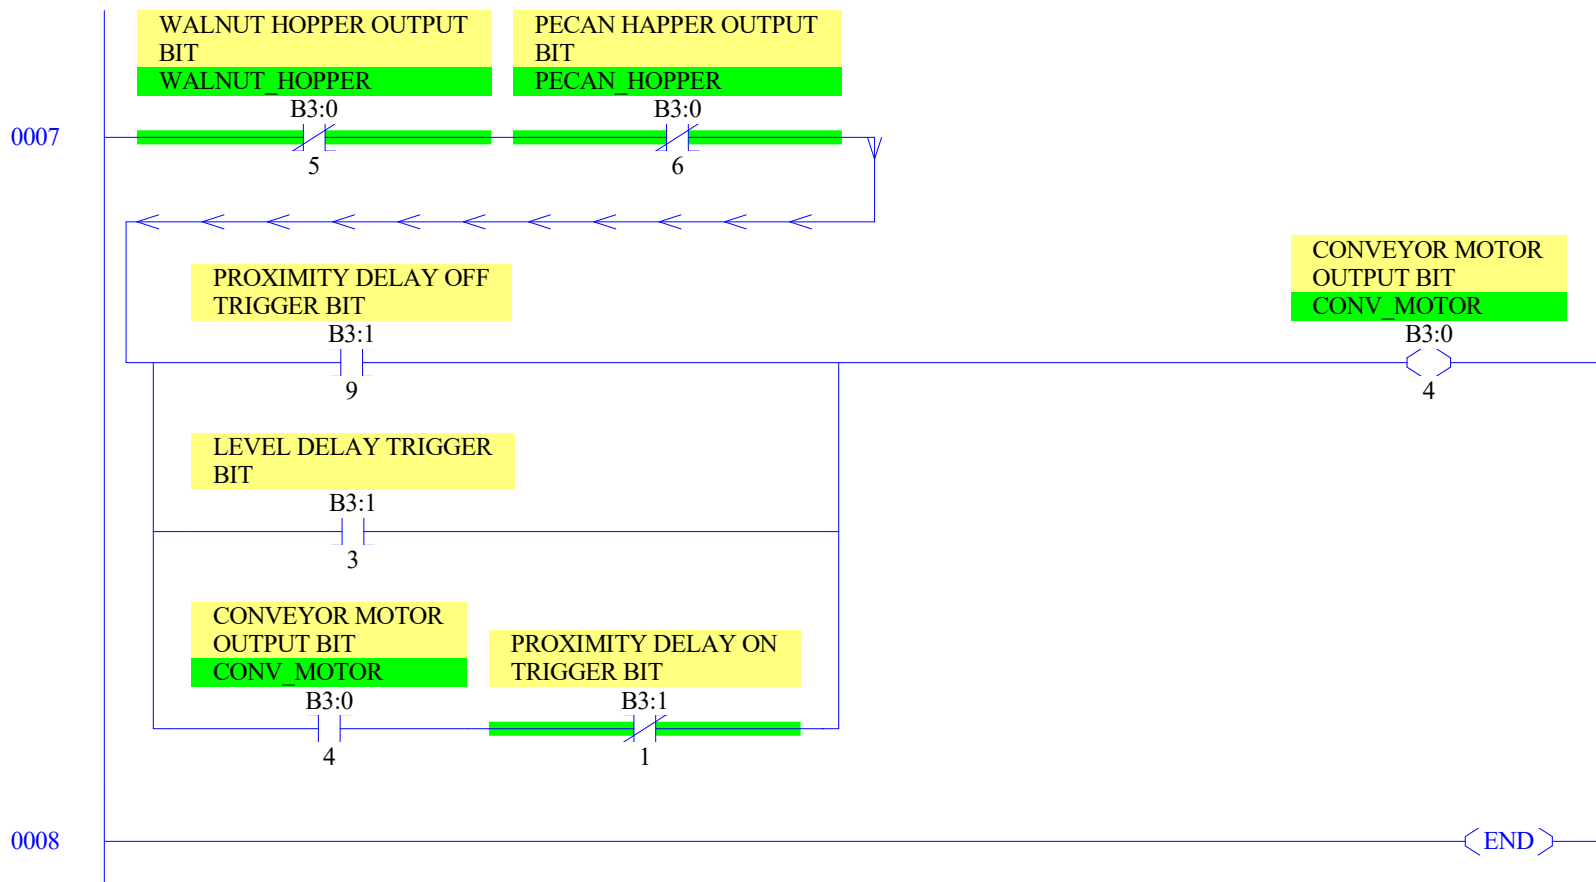 WALNUT HOPPER OUTPUT
BIT
WALNUT_HOPPER
B3:0
5
PECAN HAPPER OUTPUT
BIT
PECAN_HOPPER
B3:0
6
0007
PROXIMITY DELAY OFF
TRIGGER BIT
B3:1
9
CONVEYOR MOTOR
OUTPUT BIT
CONV_MOTOR
B3:0
4
LEVEL DELAY TRIGGER
BIT
B3:1
3
CONVEYOR MOTOR
OUTPUT BIT
CONV_MOTOR
B3:0
4
PROXIMITY DELAY ON
TRIGGER BIT
B3:1
1
0008
END